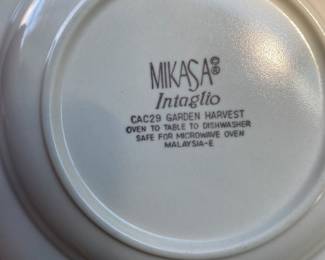 MIKASA®
Intaglio
CAC29 GARDEN HARVEST
OVEN TO TABLE TO DISHWASHER
SAFE FOR MICROWAVE OVEN
MALAYSIA-E